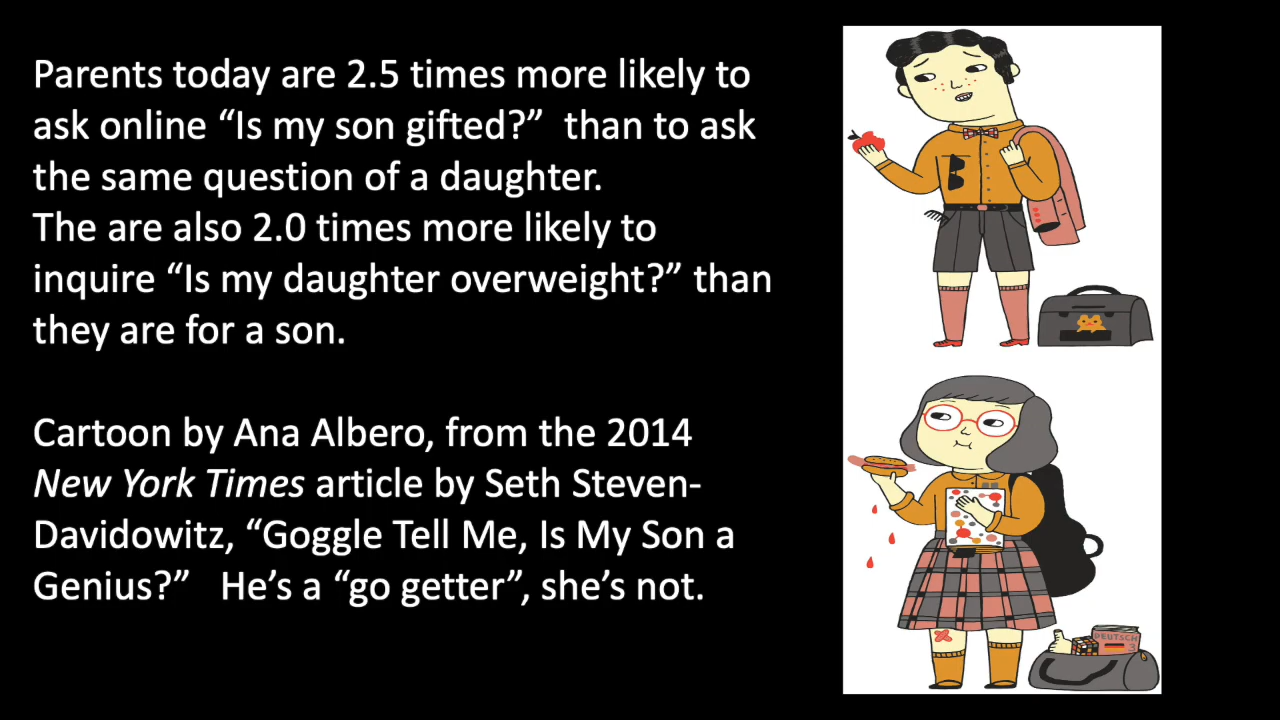 Parents today are 2.5 times more likely to
ask online “Is my son gifted?”  than to ask
the same question of a daughter.
The are also 2.0 times more likely to
inquire “Is my daughter overweight?” than
they are for a son.
Cartoon by Ana Albero, from the 2014
New York Times article by Seth Steven-
Davidowitz, “Goggle Tell Me, Is My Son a
Genius?”   He’s a “go getter”, she’s not.
DEUTSCH
3